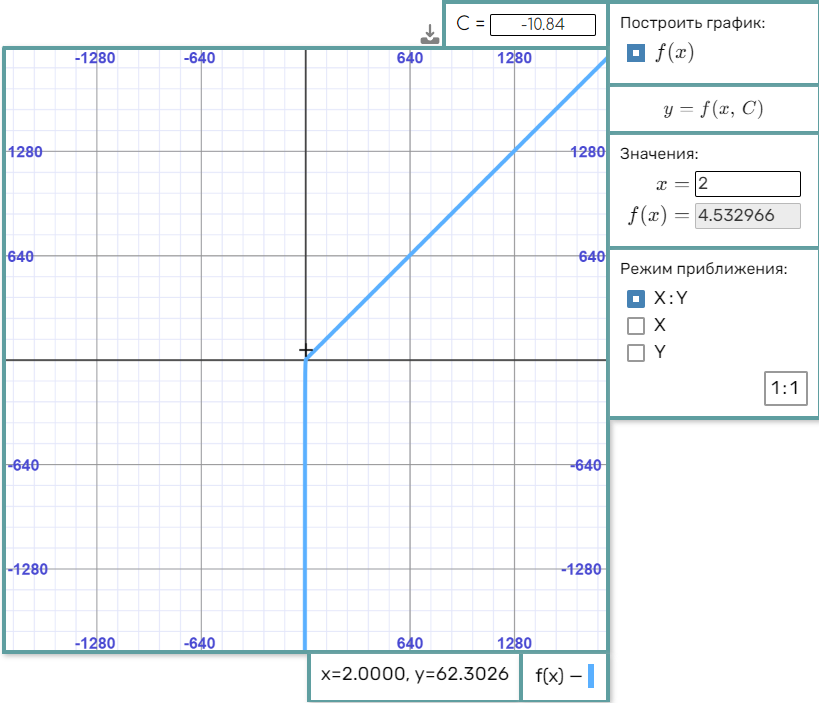 C = -10.84
-1280 -640 640 1280
1280 1280
640 640
-640 -640
-1280 -1280
-1280 -640 640 1280
x=2.0000, y=62.3026
f(x) –
Построить график:
f(x)
y = f(x, C)
Значения:
x = 2
f(x) = 4.532966
Режим приближения:
X:Y
X
Y
1:1